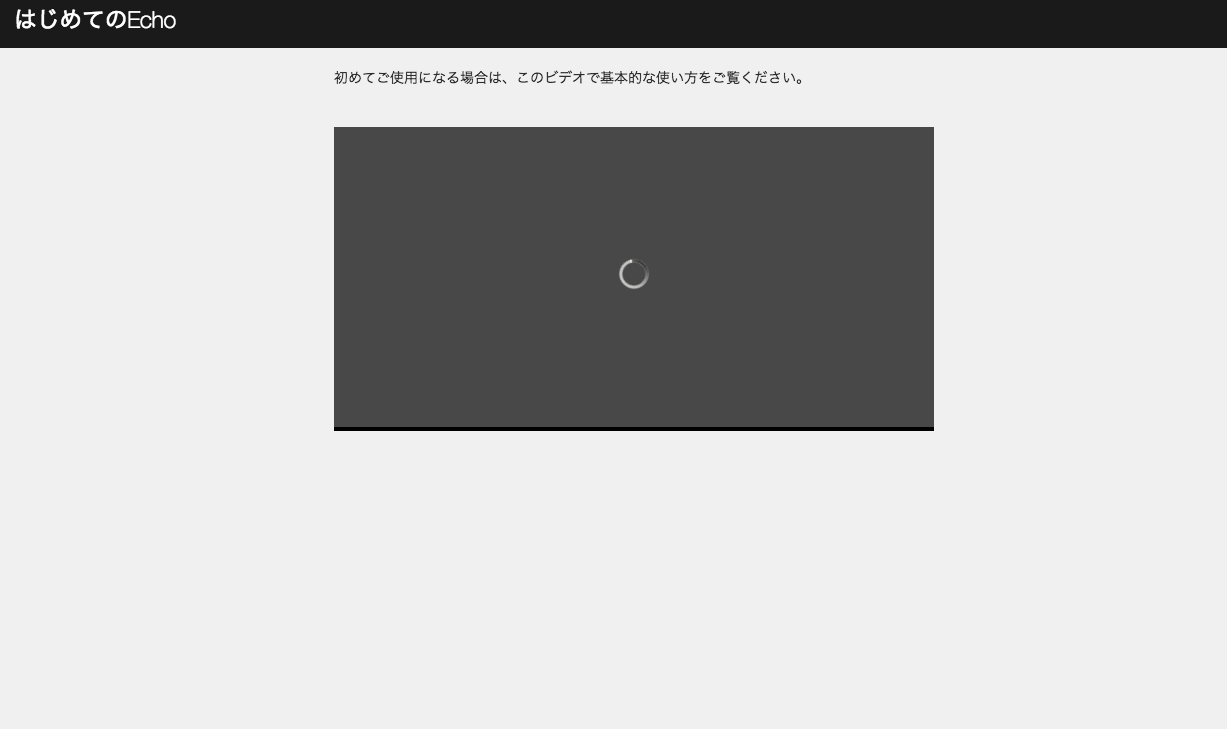 はじめてのEcho
初めてご使用になる場合は、このビデオで基本的な使い方をご覧ください。